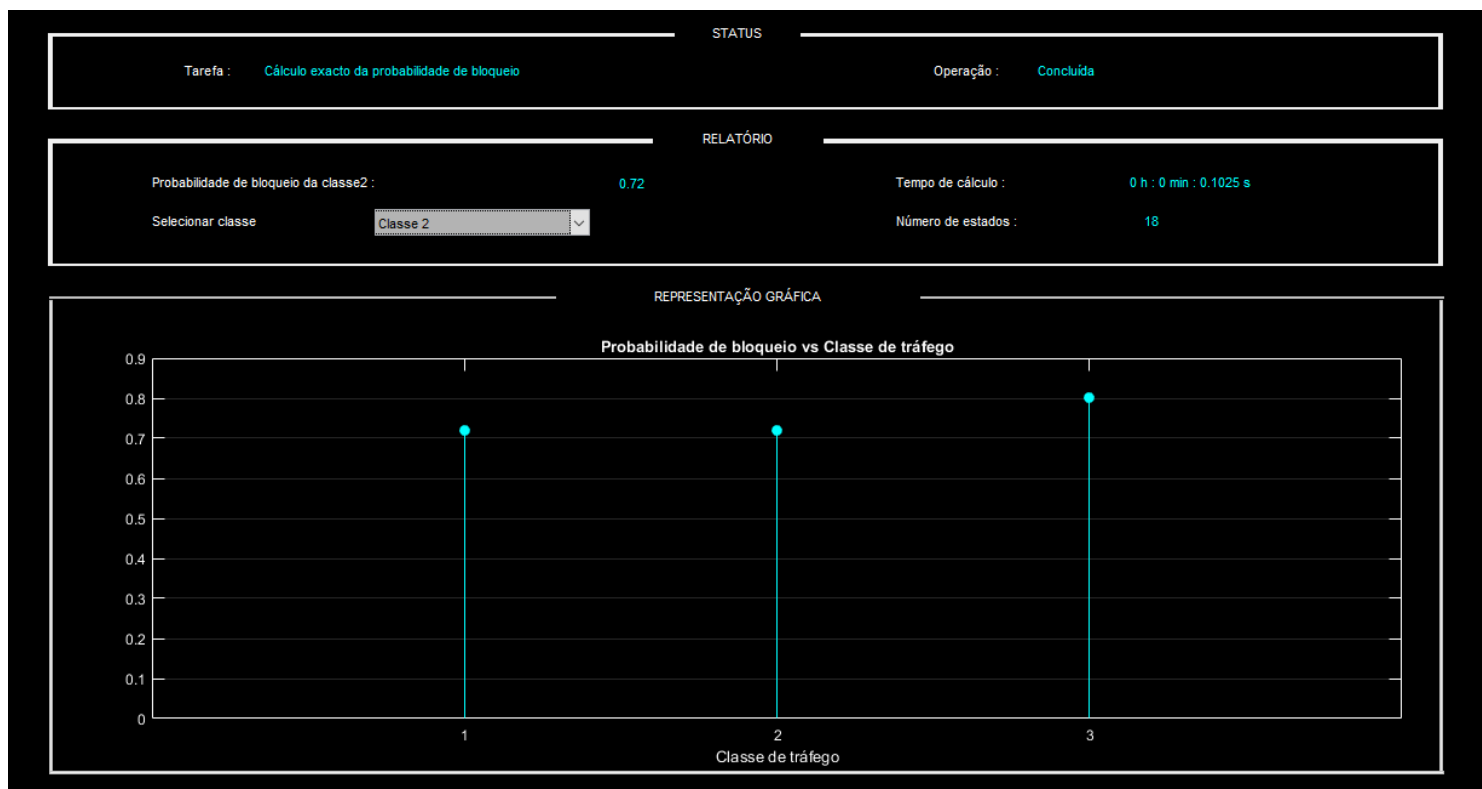 STATUS
Tarefa : Cálculo exacto da probabilidade de bloqueio Operação : Concluída
RELATÓRIO
Probabilidade de bloqueio da classe2 : 0.72 Tempo de cálculo : 0 h : 0 min : 0.1025 s
Selecionar classe Classe 2 Número de estados : 18
REPRESENTAÇÃO GRÁFICA
Probabilidade de bloqueio vs Classe de tráfego
0.9
0.8
0.7
0.6
0.5
0.4
0.3
0.2
0.1
0
1 2 3
Classe de tráfego